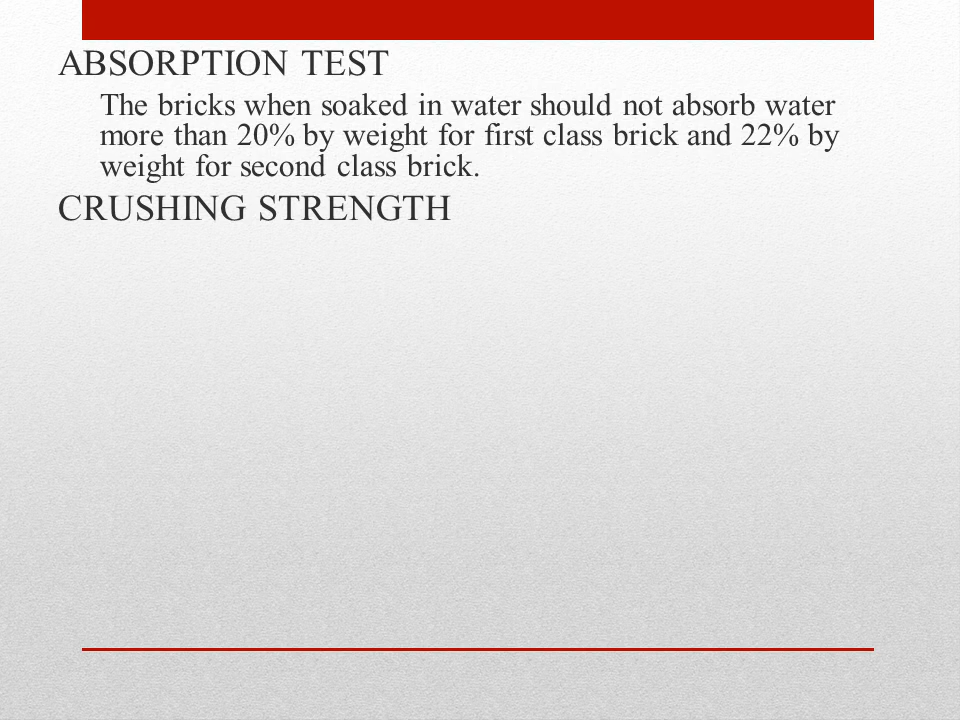 ABSORPTION TEST
The bricks when soaked in water should not absorb water
more than 20% by weight for first class brick and 22% by
weight for second class brick.
CRUSHING STRENGTH